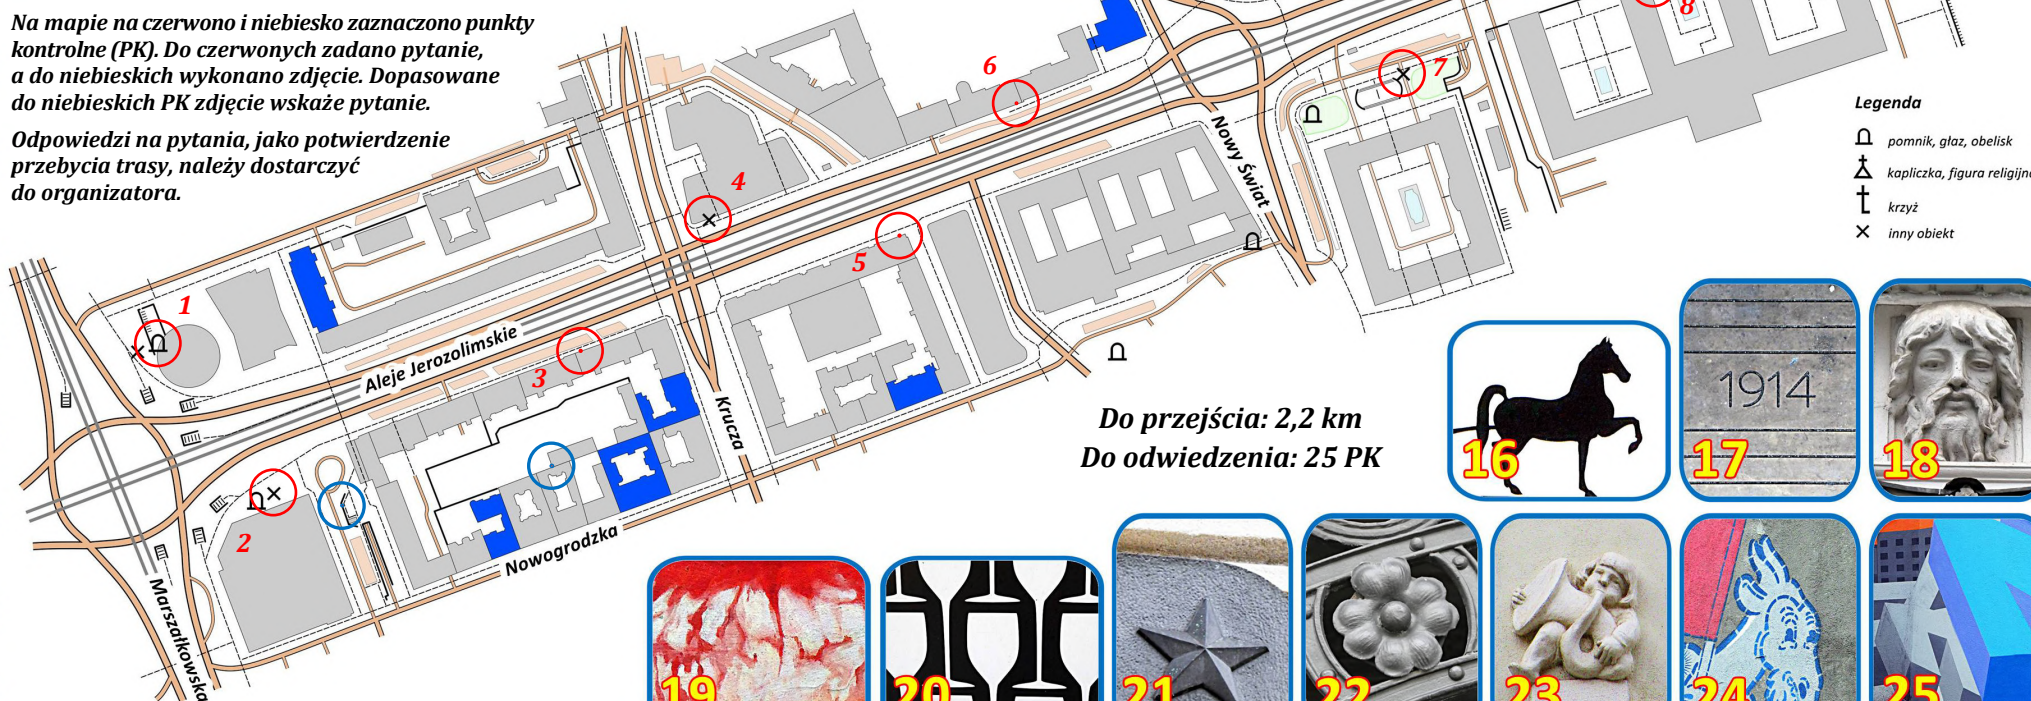 Na mapie na czerwono i niebiesko zaznaczono punkty
kontrolne (PK). Do czerwonych zadano pytanie,
a do niebieskich wykonano zdjęcie. Dopasowane
do niebieskich PK zdjęcie wskaże pytanie.
Odpowiedzi na pytania, jako potwierdzenie
przebycia trasy, należy dostarczyć
do organizatora.
8
6
7
Legenda
pomnik, głaz, obelisk
kapliczka, figura religijna
krzyż
inny obiekt
Nowy Świat
4
5
1
Aleje Jerozolimskie
3
Krucza
2
Nowogrodzka
Marszałkowska
Do przejścia: 2,2 km
Do odwiedzenia: 25 PK
16
1914
17
18
19
20
21
22
23
24
25